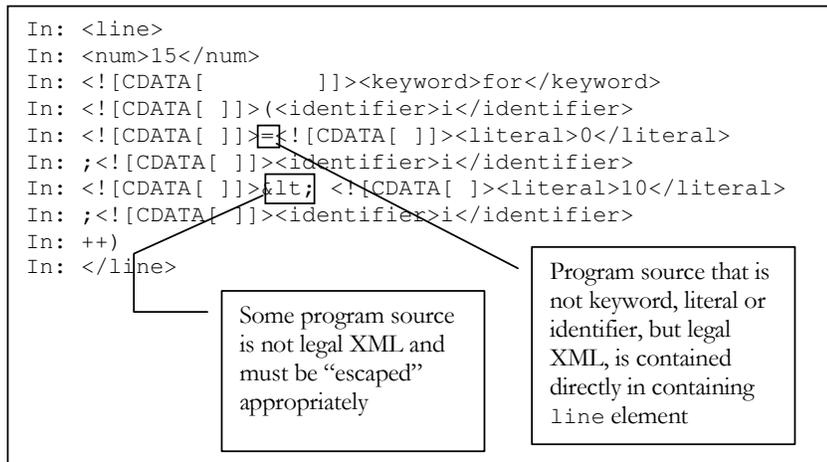 In: <line>
In: <num>15</num>
In: <![CDATA[        ]]><keyword>for</keyword>
In: <![CDATA[ ]]>(<identifier>i</identifier>
In: <![CDATA[ ]]>=<![CDATA[ ]]><literal>0</literal>
In: ;<![CDATA[ ]]><identifier>i</identifier>
In: <![CDATA[ ]]>&lt; <![CDATA[ ]><literal>10</literal>
In: ;<![CDATA[ ]]><identifier>i</identifier>
In: ++)
In: </line>
Some program source
is not legal XML and
must be “escaped”
appropriately
Program source that is
not keyword, literal or
identifier, but legal
XML, is contained
directly in containing
line element